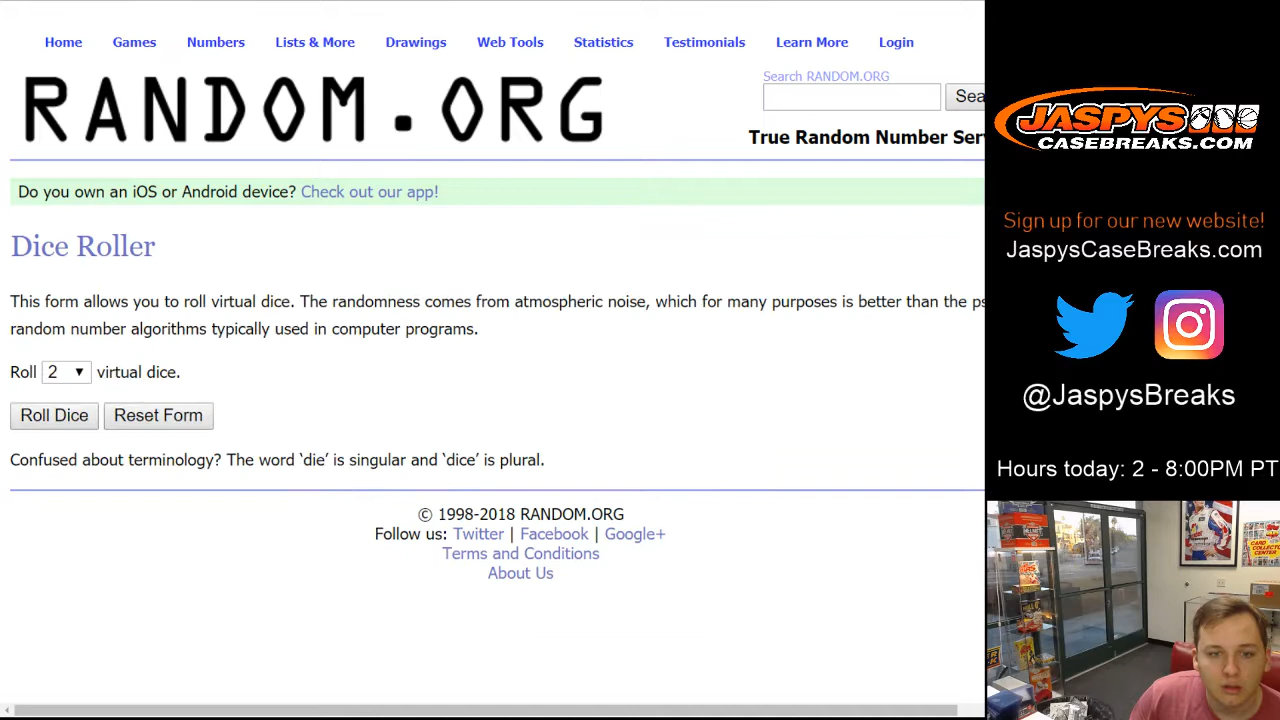 Home Games Numbers Lists & More Drawings Web Tools Statistics Testimonials Learn More Login
RANDOM.ORG
Search RANDOM.ORG
Sea
True Random Number Ser
Do you own an iOS or Android device? Check out our app!
Dice Roller
This form allows you to roll virtual dice. The randomness comes from atmospheric noise, which for many purposes is better than the ps
random number algorithms typically used in computer programs.
Roll 2 virtual dice.
Roll Dice Reset Form
Confused about terminology? The word ‘die’ is singular and ‘dice’ is plural.
© 1998-2018 RANDOM.ORG
Follow us: Twitter | Facebook | Google+
Terms and Conditions
About Us
JASPYS
CASEBREAKS.COM
Sign up for our new website!
JaspysCaseBreaks.com
@JaspysBreaks
Hours today: 2 - 8:00PM PT
CARD
COLLECTOR
CENTER